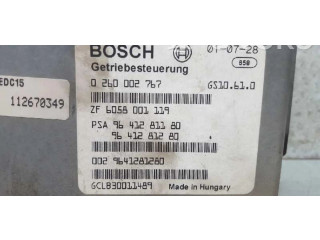 EDC15
112670349
BOSCH
01-07-28
Getriebesteuerung
858
0 260 002 767
GS10.61.0
ZF 6058 001 119
PSA 96 412 811 80
96 412 812 80
002 9641281280
GCL830011489
Made in Hungary